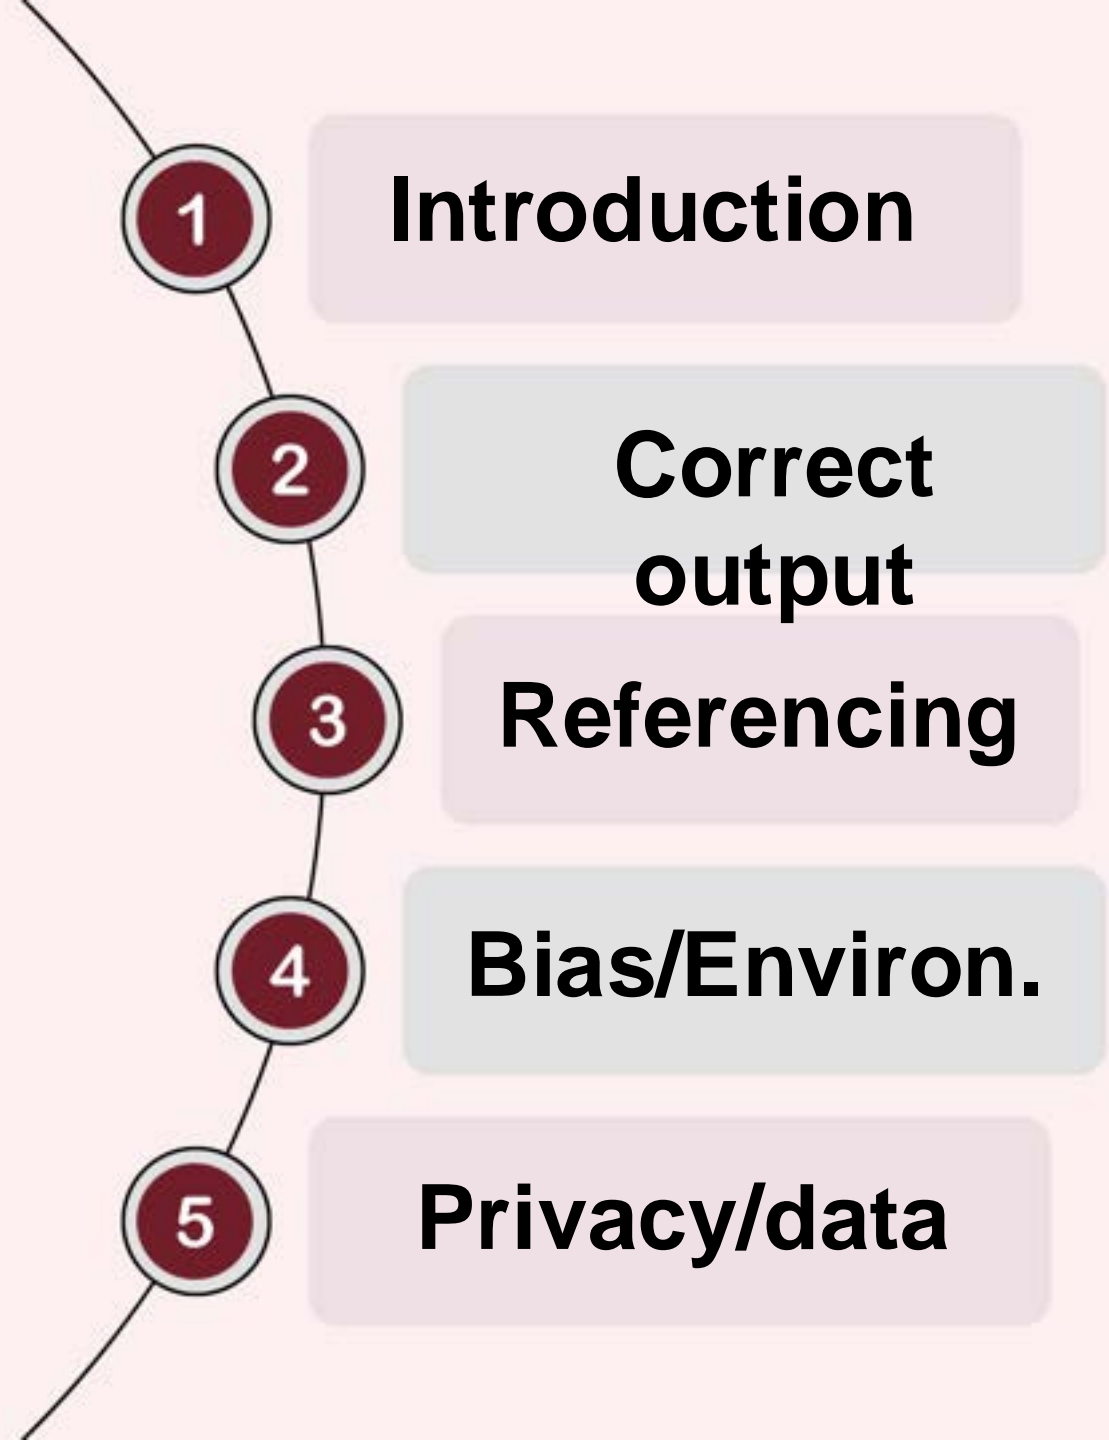 1 Introduction
2 Correct
output
3 Referencing
4 Bias/Environ.
5 Privacy/data